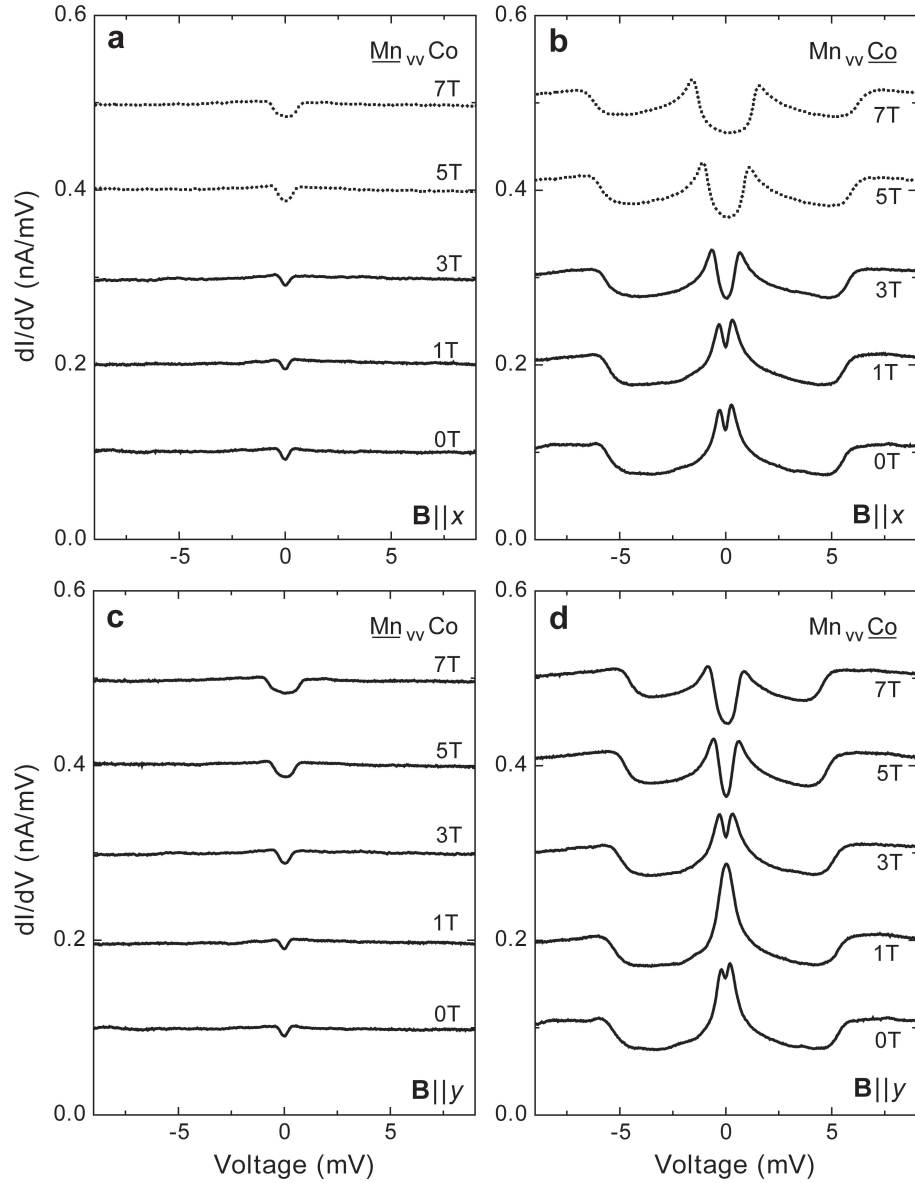 a
Mn vv Co
7T
5T
3T
1T
0T
B||x
0.6
0.4
0.2
0.0
-5
0
5
dI/dV (nA/mV)
b
Mn vv Co
7T
5T
3T
1T
0T
B||x
-5
0
5
c
Mn vv Co
7T
5T
3T
1T
0T
B||y
0.6
0.4
0.2
0.0
-5
0
5
dI/dV (nA/mV)
Voltage (mV)
d
Mn vv Co
7T
5T
3T
1T
0T
B||y
0.6
0.4
0.2
0.0
-5
0
5
Voltage (mV)
0.6
0.4
0.2
0.0